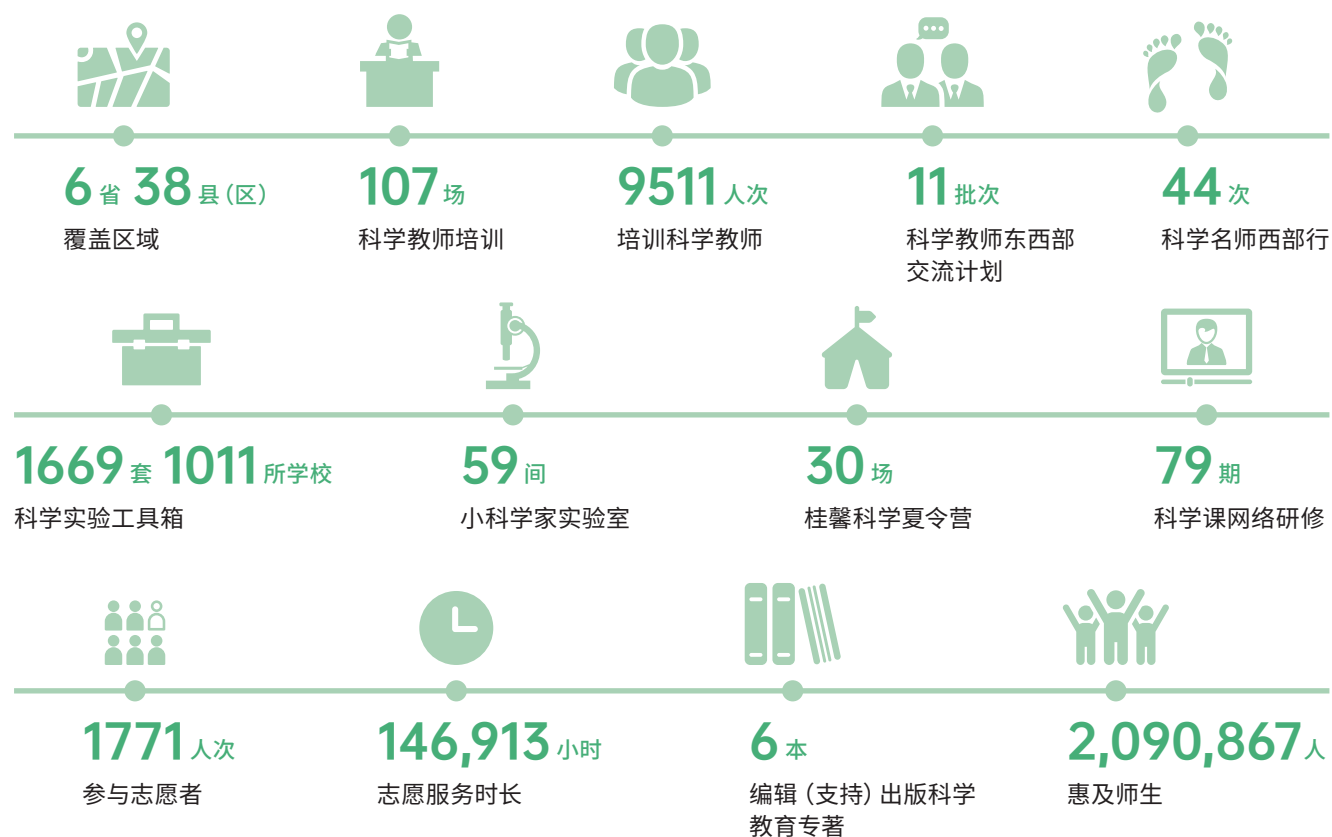 6省 38县（区） 107场 9511人次 11批次 44次
覆盖区域 科学教师培训 培训科学教师 科学教师东西部 科学名师西部行
交流计划
1669套 1011所学校 59间 30场 79期
科学实验工具箱 小科学家实验室 桂馨科学夏令营 科学课网络研修
1771人次 146,913小时 6本 2,090,867人
参与志愿者 志愿服务时长 编辑（支持）出版科学 惠及师生
教育专著